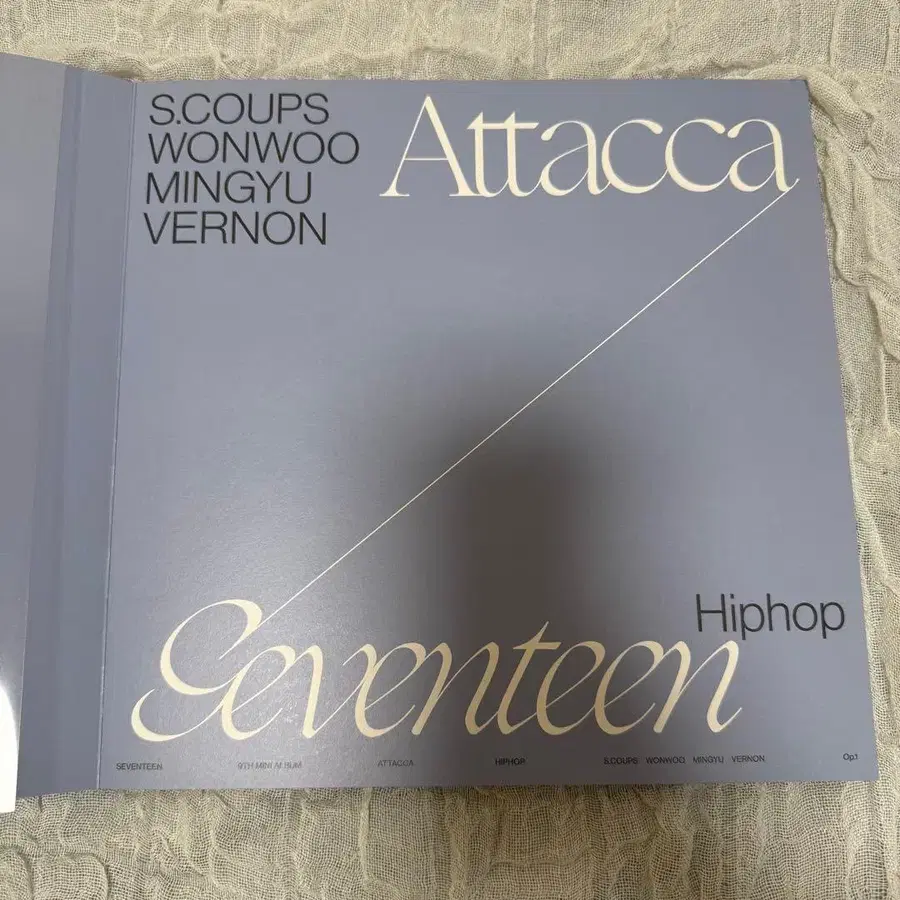 S.COUPS
WONWOO
MINGYU
VERNON
Attacca
Hiphop
Seventeen
SEVENTEEN 9TH MINI ALBUM ATTACCA HIPHOP S.COUPS WONWOO MINGYU VERNON Op.1